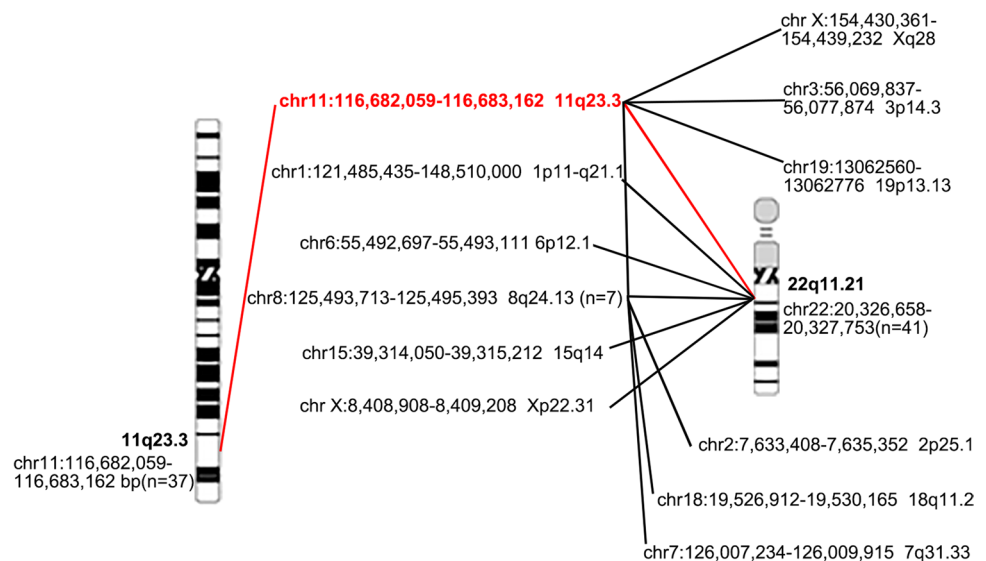 chr X:154,430,361-
154,439,232  Xq28
chr11:116,682,059-116,683,162  11q23.3
chr3:56,069,837-
56,077,874  3p14.3
chr1:121,485,435-148,510,000  1p11-q21.1
chr19:13062560-
13062776  19p13.13
chr6:55,492,697-55,493,111 6p12.1
22q11.21
chr22:20,326,658-
20,327,753(n=41)
chr8:125,493,713-125,495,393  8q24.13 (n=7)
chr15:39,314,050-39,315,212  15q14
chr X:8,408,908-8,409,208  Xp22.31
11q23.3
chr11:116,682,059-
116,683,162 bp(n=37)
chr2:7,633,408-7,635,352  2p25.1
chr18:19,526,912-19,530,165  18q11.2
chr7:126,007,234-126,009,915  7q31.33